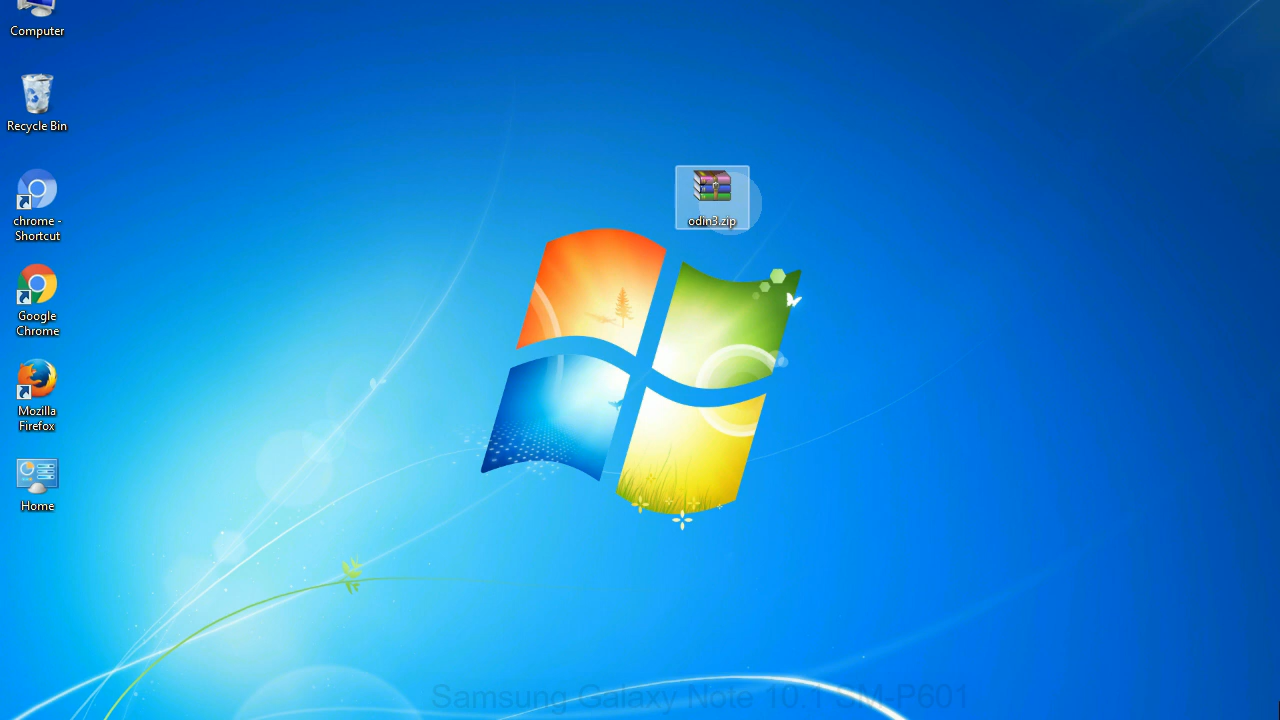 Computer
Recycle Bin
chrome -
Shortcut
Google
Chrome
Mozilla
Firefox
Home
odin3.zip
Samsung Galaxy Note 10.1 SM-P601